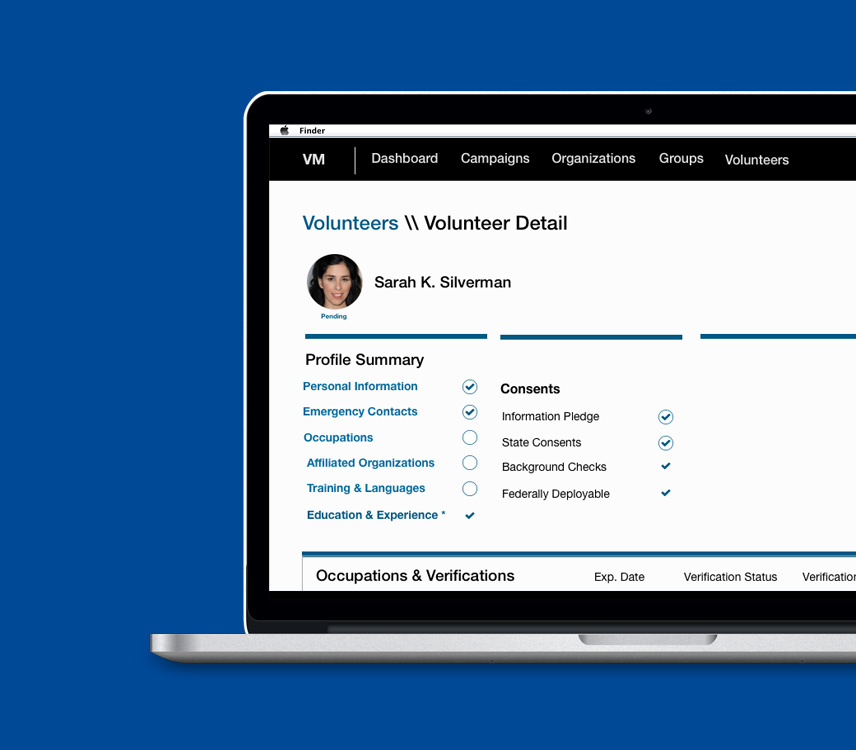 Finder
VM Dashboard Campaigns Organizations Groups Volunteers
Volunteers \\ Volunteer Detail
Sarah K. Silverman
Pending
Profile Summary
Personal Information
Emergency Contacts
Occupations
Affiliated Organizations
Training & Languages
Education & Experience *
Consents
Information Pledge
State Consents
Background Checks
Federally Deployable
Occupations & Verifications Exp. Date Verification Status Verification